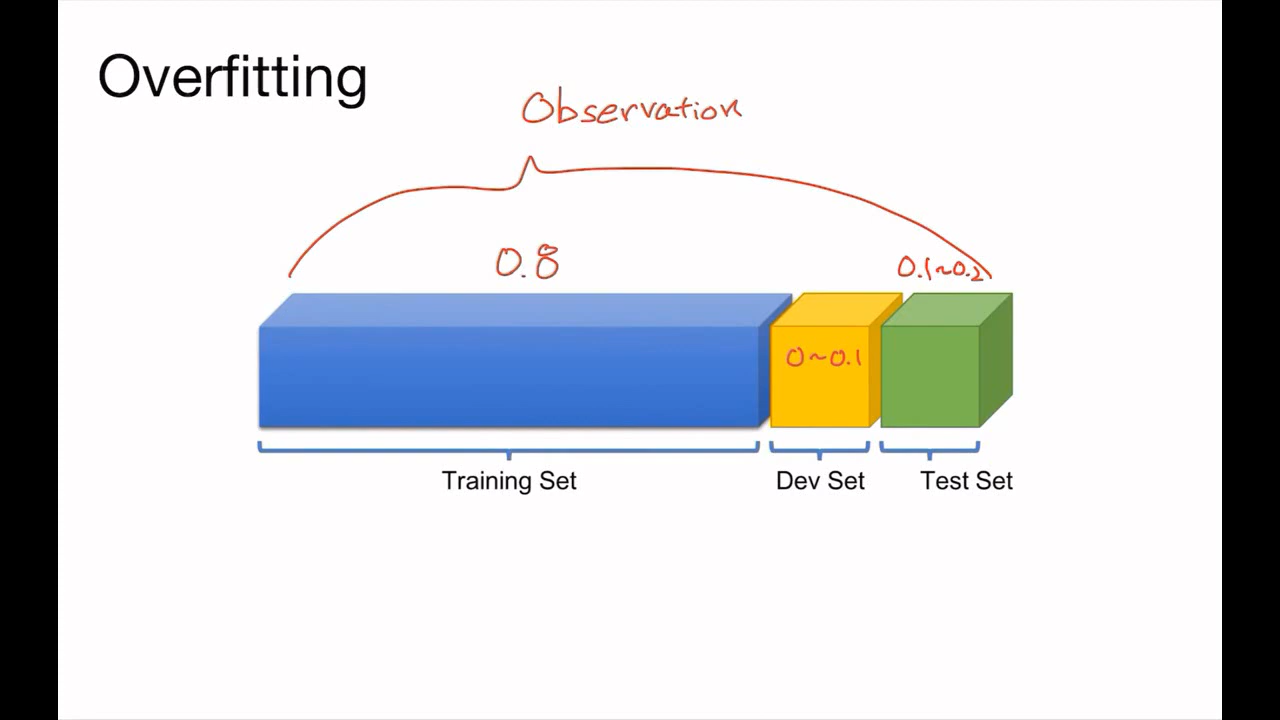 Overfitting
Observation
0.8
0.1~0.2
0~0.1
Training Set
Dev Set
Test Set